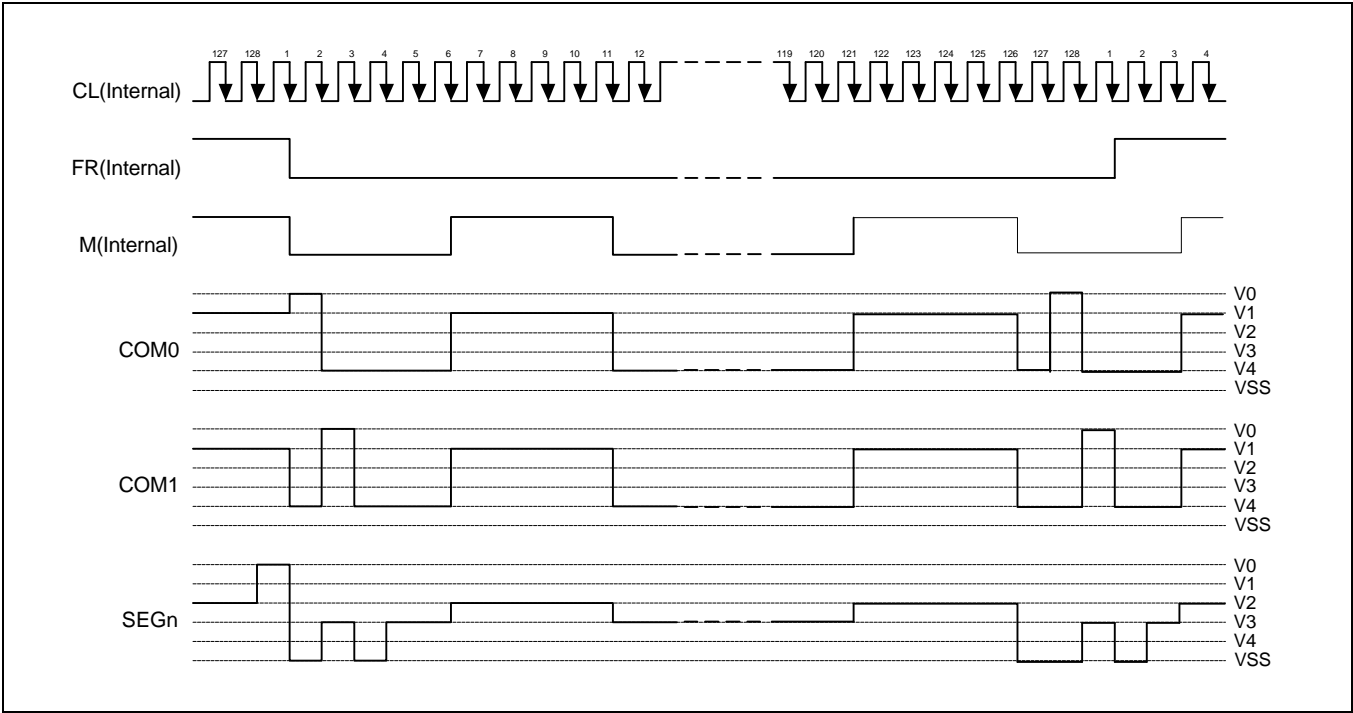 127 128 1 2 3 4 5 6 7 8 9 10 11 12 119 120 121 122 123 124 125 126 127 128 1 2 3 4
CL(Internal)
FR(Internal)
M(Internal)
COM0
V0
V1
V2
V3
V4
VSS
COM1
V0
V1
V2
V3
V4
VSS
SEGn
V0
V1
V2
V3
V4
VSS